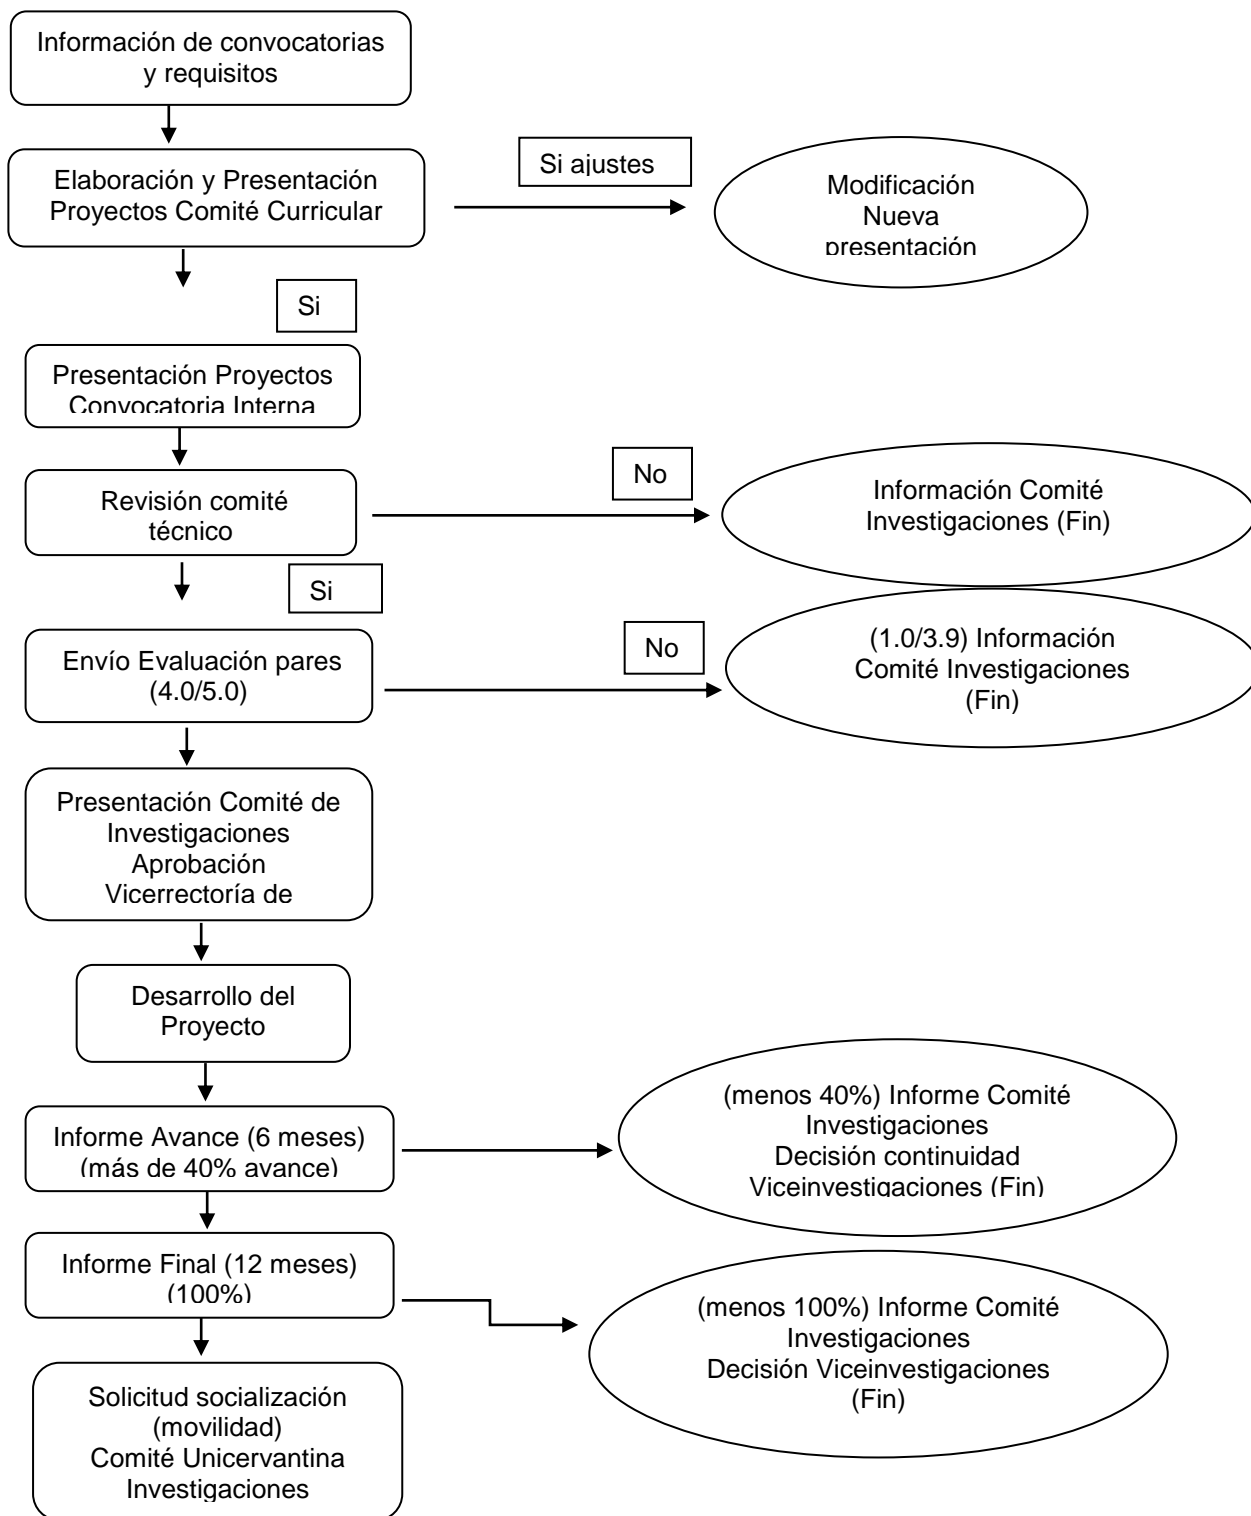 Información de convocatorias
y requisitos
Elaboración y Presentación
Proyectos Comité Curricular
Si ajustes
Modificación
Nueva
presentación
Si
Presentación Proyectos
Convocatoria Interna
Revisión comité
técnico
No
Información Comité
Investigaciones (Fin)
Si
Envío Evaluación pares
(4.0/5.0)
No
(1.0/3.9) Información
Comité Investigaciones
(Fin)
Presentación Comité de
Investigaciones
Aprobación
Vicerrectoría de
Desarrollo del
Proyecto
Informe Avance (6 meses)
(más de 40% avance)
(menos 40%) Informe Comité
Investigaciones
Decisión continuidad
Viceinvestigaciones (Fin)
Informe Final (12 meses)
(100%)
(menos 100%) Informe Comité
Investigaciones
Decisión Viceinvestigaciones
(Fin)
Solicitud socialización
(movilidad)
Comité Unicervantina
Investigaciones